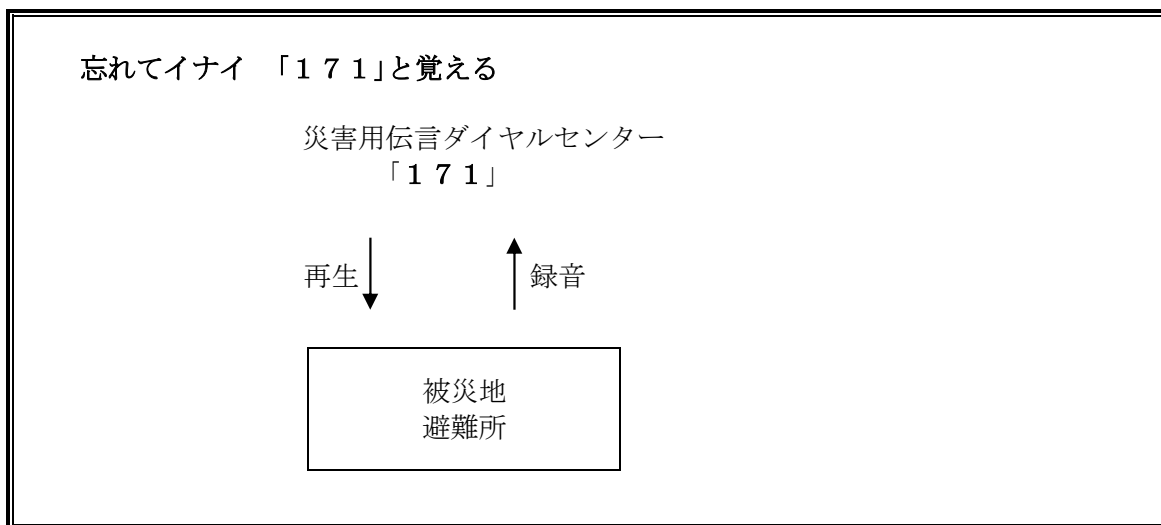 忘れてイナイ 「１７１」と覚える
災害用伝言ダイヤルセンター
「１７１」
再生 録音
被災地
避難所